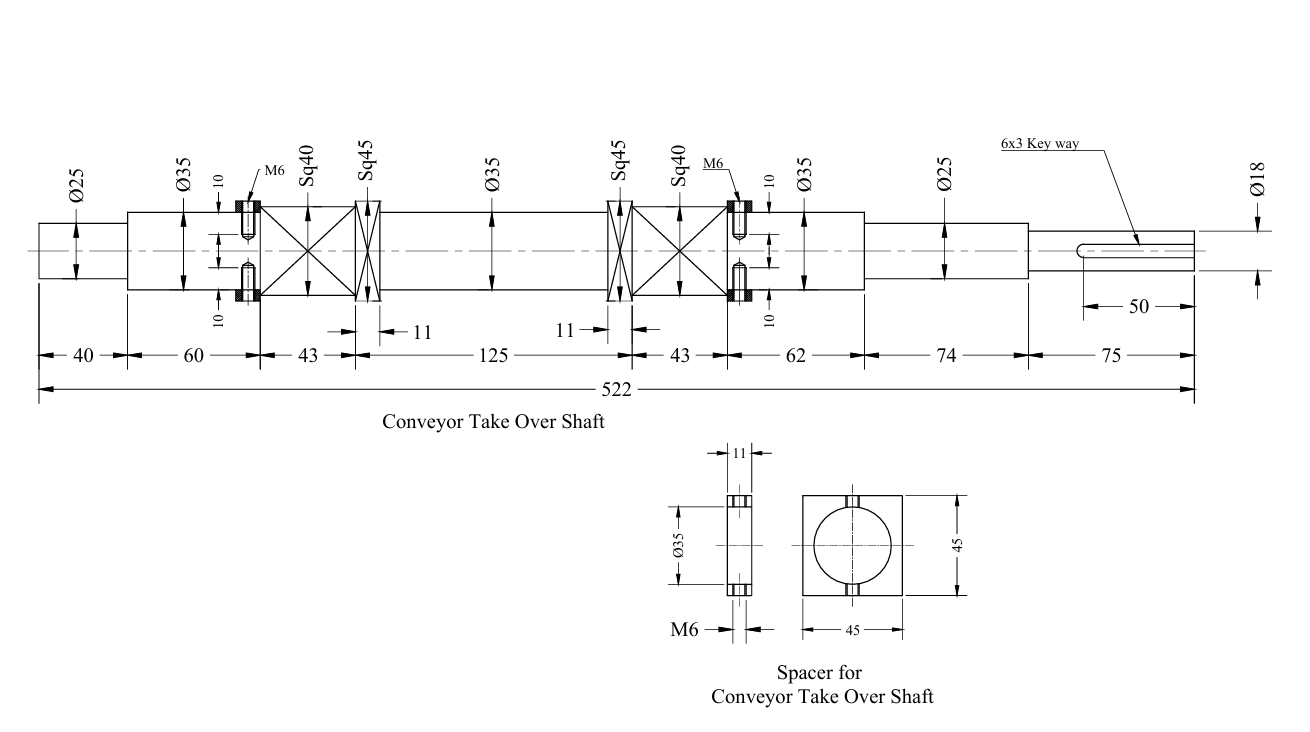 6x3 Key way
Ø25
Ø35
10
M6
Sq40
Sq45
Ø35
Sq45
Sq40
M6
10
Ø35
Ø25
Ø18
10
10
11
11
50
40
60
43
125
43
62
74
75
522
Conveyor Take Over Shaft
11
Ø35
45
M6
45
Spacer for
Conveyor Take Over Shaft